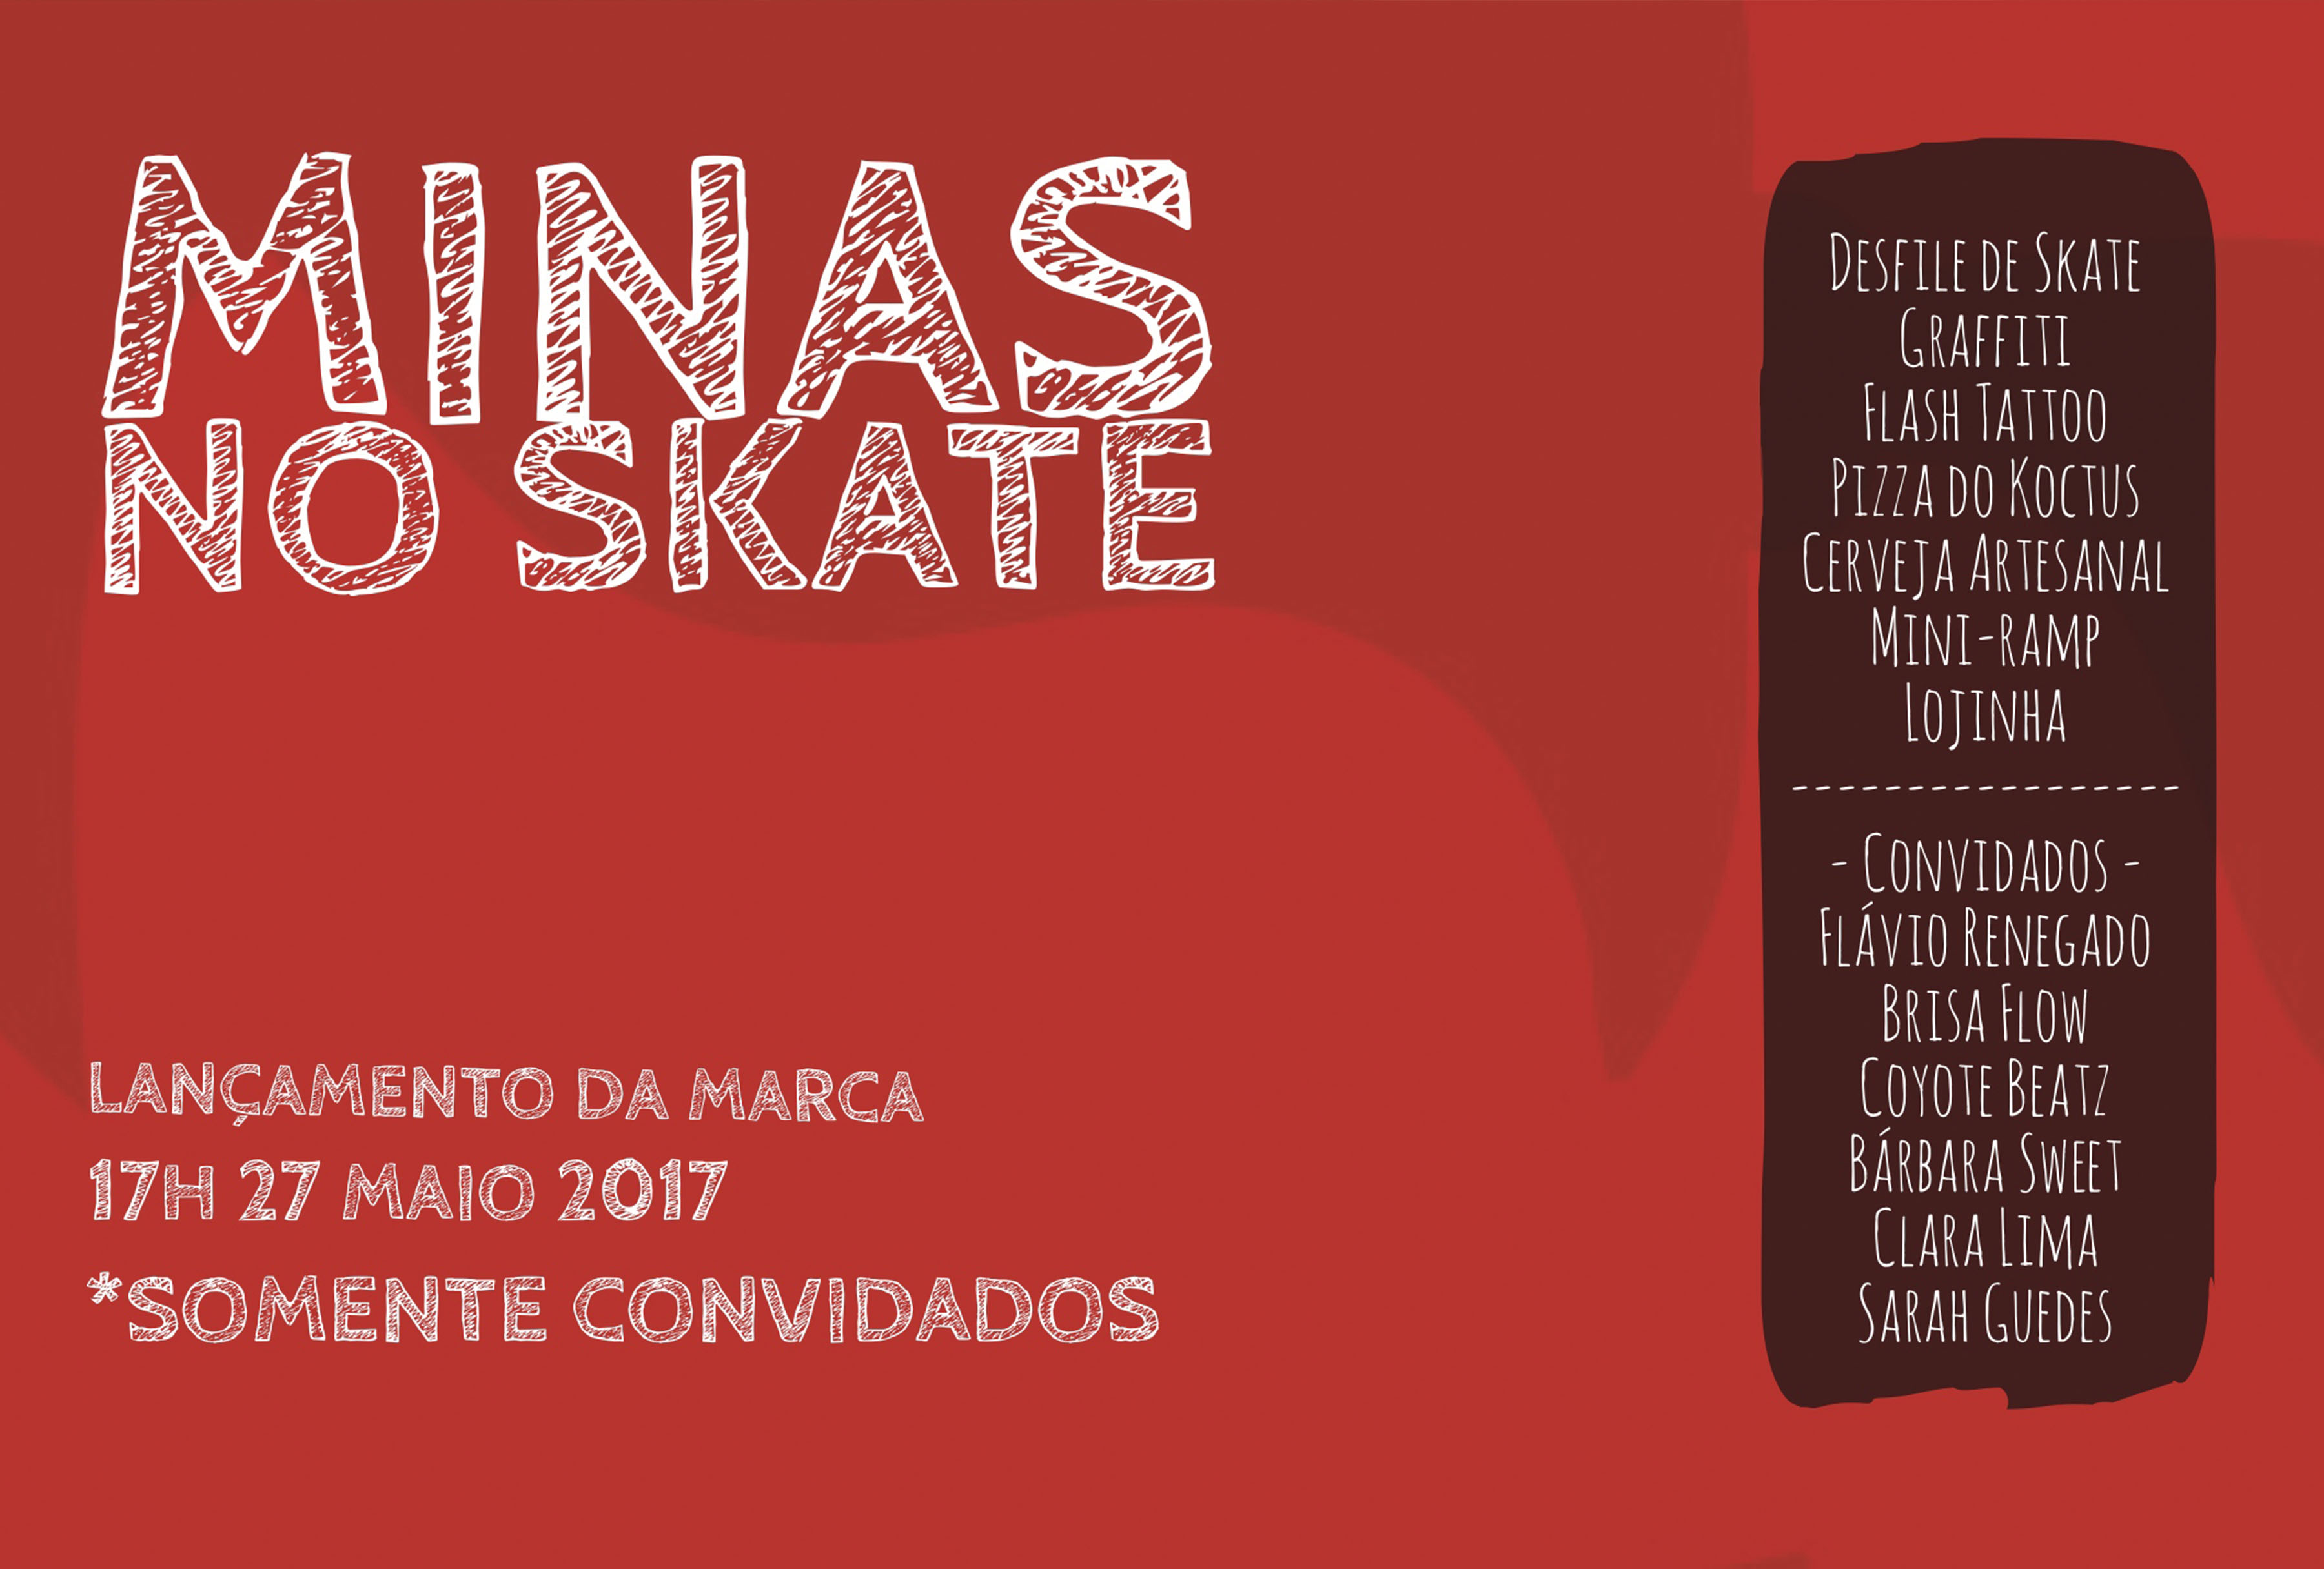 MINAS
NO SKATE
LANÇAMENTO DA MARCA
17H 27 MAIO 2017
*SOMENTE CONVIDADOS
DESFILE DE SKATE
GRAFFITI
FLASH TATTOO
PIZZA DO KOCTUS
CERVEJA ARTESANAL
MINI-RAMP
LOJINHA
-----------------
- CONVIDADOS -
FLÁVIO RENEGADO
BRISA FLOW
COYOTE BEATZ
BÁRBARA SWEET
CLARA LIMA
SARAH GUEDES